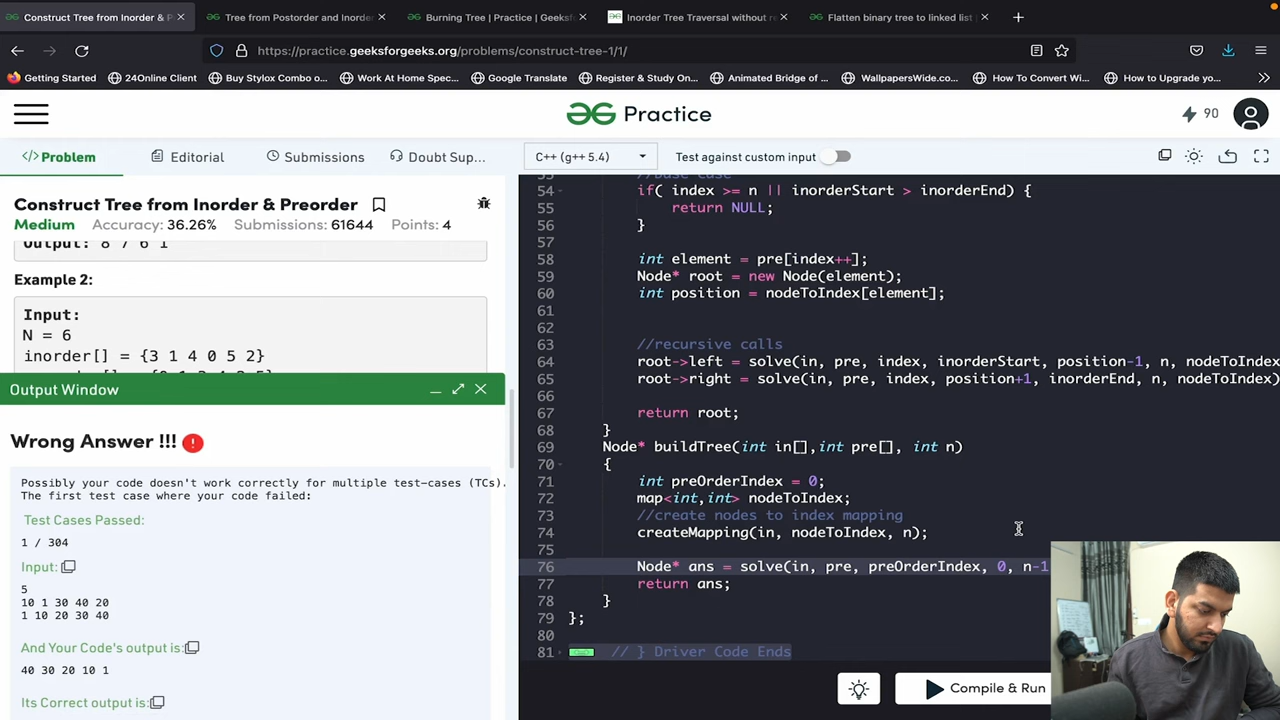 Construct Tree from Inorder & P
Tree from Postorder and Inorder
Burning Tree | Practice | Geeksf
Inorder Tree Traversal without r
Flatten binary tree to linked list
https://practice.geeksforgeeks.org/problems/construct-tree-1/1/
Getting Started
24Online Client
Buy Stylox Combo o...
Work At Home Spec...
Google Translate
Register & Study On...
Animated Bridge of ...
WallpapersWide.co...
How To Convert Wi...
How to Upgrade yo...
Practice
90
</> Problem
Editorial
Submissions
Doubt Sup...
C++ (g++ 5.4)
Test against custom input
Construct Tree from Inorder & Preorder
Medium Accuracy: 36.26% Submissions: 61644 Points: 4
Output: 8 7 6 1
Example 2:
Input:
N = 6
inorder[] = {3 1 4 0 5 2}
Output Window
Wrong Answer !!!
Possibly your code doesn't work correctly for multiple test-cases (TCs).
The first test case where your code failed:
Test Cases Passed:
1 / 304
Input:
5
10 1 30 40 20
1 10 20 30 40
And Your Code's output is:
40 30 20 10 1
Its Correct output is:
53 //base case
54 if( index >= n || inorderStart > inorderEnd) {
55 return NULL;
56 }
57
58 int element = pre[index++];
59 Node* root = new Node(element);
60 int position = nodeToIndex[element];
61
62
63 //recursive calls
64 root->left = solve(in, pre, index, inorderStart, position-1, n, nodeToIndex
65 root->right = solve(in, pre, index, position+1, inorderEnd, n, nodeToIndex)
66
67 return root;
68 }
69 Node* buildTree(int in[],int pre[], int n)
70 {
71 int preOrderIndex = 0;
72 map<int,int> nodeToIndex;
73 //create nodes to index mapping
74 createMapping(in, nodeToIndex, n);
75
76 Node* ans = solve(in, pre, preOrderIndex, 0, n-1
77 return ans;
78 }
79 };
80
81 // } Driver Code Ends
Compile & Run